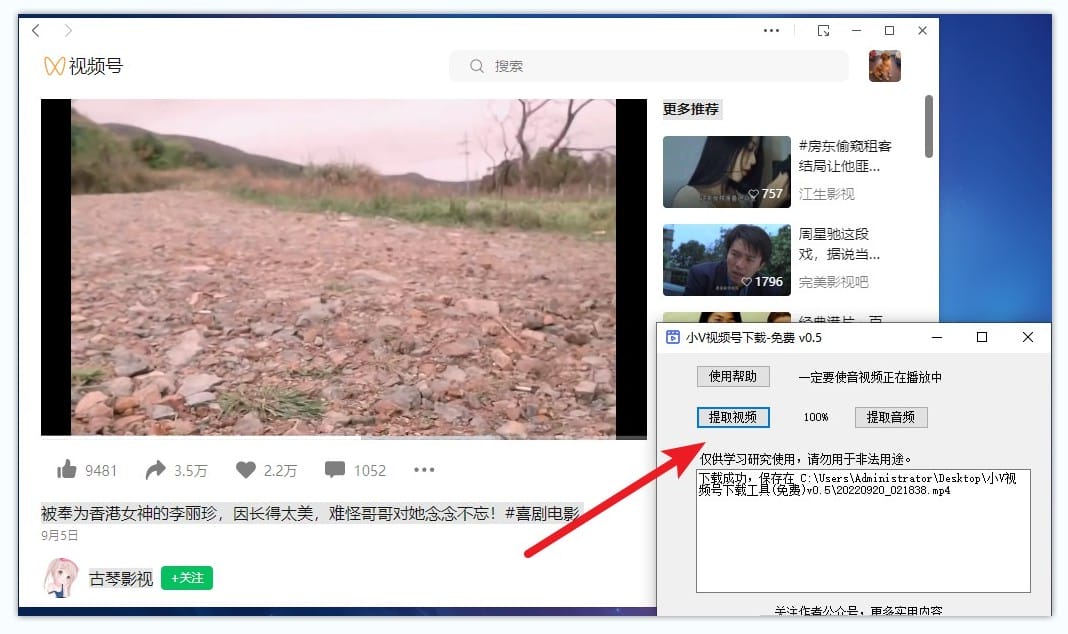 视频号
搜索
更多推荐
#房东偷窥租客
结局让他匪...
757
江生影视
周星驰这段
戏，据说当...
1796
完美影视吧
9481
3.5万
2.2万
1052
被奉为香港女神的李丽珍，因长得太美，难怪哥哥对她念念不忘！#喜剧电影
9月5日
古琴影视
+关注
小V视频号下载-免费 v0.5
使用帮助
一定要使音视频正在播放中
提取视频
100%
提取音频
仅供学习研究使用，请勿用于非法用途。
下载成功，保存在 C:\Users\Administrator\Desktop\小V视
频号下载工具(免费)v0.5\20220920_021838.mp4
关注作者公众号，更多实用内容